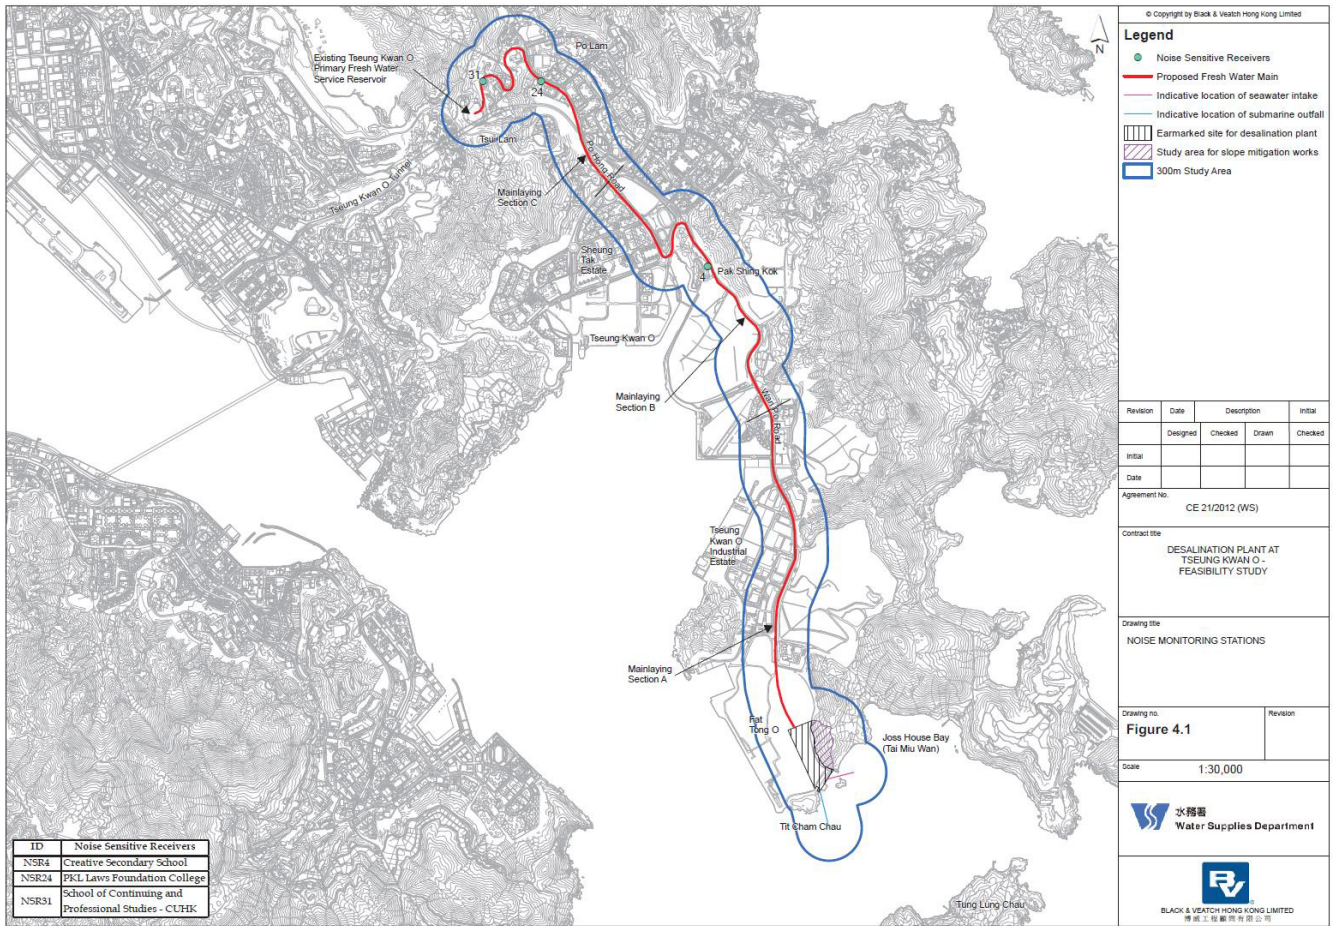 © Copyright by Black & Veatch Hong Kong Limited
Legend
Noise Sensitive Receivers
Proposed Fresh Water Main
Indicative location of seawater intake
Indicative location of submarine outfall
Earmarked site for desalination plant
Study area for slope mitigation works
300m Study Area
N
Existing Tseung Kwan O
Primary Fresh Water
Service Reservoir
31
24
Po Lam
Tsui Lam
Tseung Kwan O Tunnel
Po Hong Road
Mainlaying
Section C
Sheung
Tak
Estate
4
Pak Shing Kok
Tseung Kwan O
Mainlaying
Section B
Wan Po Road
Tseung
Kwan O
Industrial
Estate
Mainlaying
Section A
Fat
Tong O
Joss House Bay
(Tai Miu Wan)
Tit Cham Chau
Tung Lung Chau
ID Noise Sensitive Receivers
NSR4 Creative Secondary School
NSR24 PKL Laws Foundation College
NSR31 School of Continuing and
Professional Studies - CUHK
Revision Date Description Initial
Designed Checked Drawn Checked
Initial
Date
Agreement No.
CE 21/2012 (WS)
Contract title
DESALINATION PLANT AT
TSEUNG KWAN O -
FEASIBILITY STUDY
Drawing title
NOISE MONITORING STATIONS
Drawing no. Revision
Figure 4.1
Scale 1:30,000
水務署
Water Supplies Department
BV
BLACK & VEATCH HONG KONG LIMITED
博威工程顧問有限公司